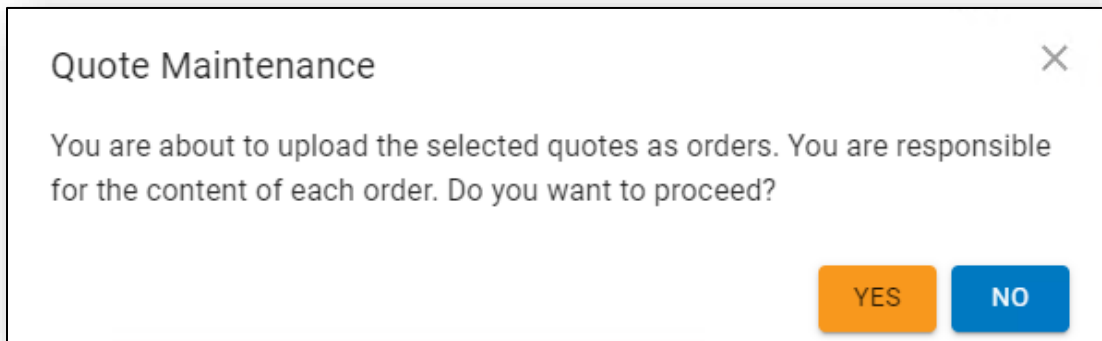 Quote Maintenance
You are about to upload the selected quotes as orders. You are responsible
for the content of each order. Do you want to proceed?
YES NO